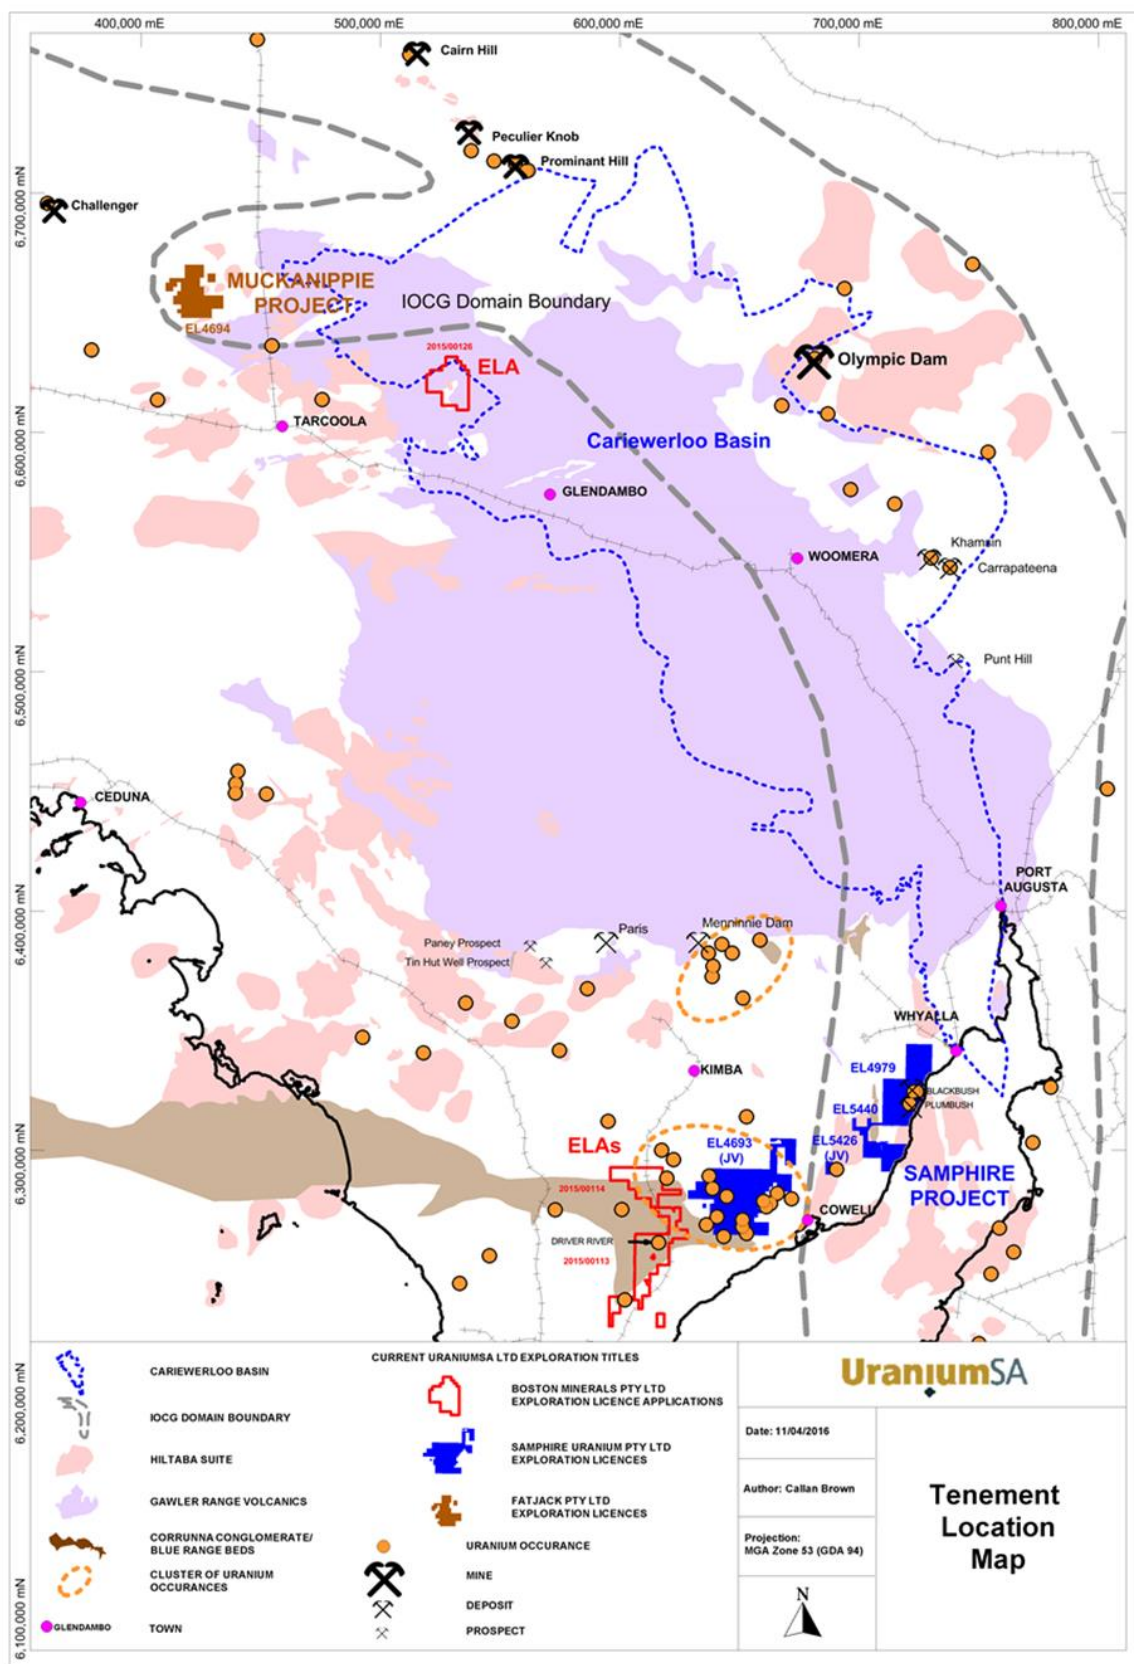 400,000 mE
500,000 mE
600,000 mE
700,000 mE
800,000 mE
6,700,000 mN
6,600,000 mN
6,500,000 mN
6,400,000 mN
6,300,000 mN
6,200,000 mN
6,100,000 mN
Cairn Hill
Peculier Knob
Prominant Hill
Challenger
MUCKANIPPIE
PROJECT
EL4694
IOCG Domain Boundary
2015/00126
ELA
Olympic Dam
TARCOOLA
Cariewerloo Basin
GLENDAMBO
WOOMERA
Khamsin
Carrapateena
Punt Hill
CEDUNA
PORT
AUGUSTA
Paris
Menninnie Dam
Paney Prospect
Tin Hut Well Prospect
WHYALLA
KIMBA
EL4979
BLACKBUSH
PLUMBUSH
EL5440
ELAs
EL4693
(JV)
EL5426
(JV)
SAMPHIRE
PROJECT
2015/00114
COWELL
DRIVER RIVER
2015/00113
CARIEWERLOO BASIN
IOCG DOMAIN BOUNDARY
HILTABA SUITE
GAWLER RANGE VOLCANICS
CORRUNNA CONGLOMERATE/
BLUE RANGE BEDS
CLUSTER OF URANIUM
OCCURANCES
GLENDAMBO
TOWN
CURRENT URANIUMSA LTD EXPLORATION TITLES
BOSTON MINERALS PTY LTD
EXPLORATION LICENCE APPLICATIONS
SAMPHIRE URANIUM PTY LTD
EXPLORATION LICENCES
FATJACK PTY LTD
EXPLORATION LICENCES
URANIUM OCCURANCE
MINE
DEPOSIT
PROSPECT
UraniumSA
Date: 11/04/2016
Author: Callan Brown
Projection:
MGA Zone 53 (GDA 94)
N
Tenement
Location
Map